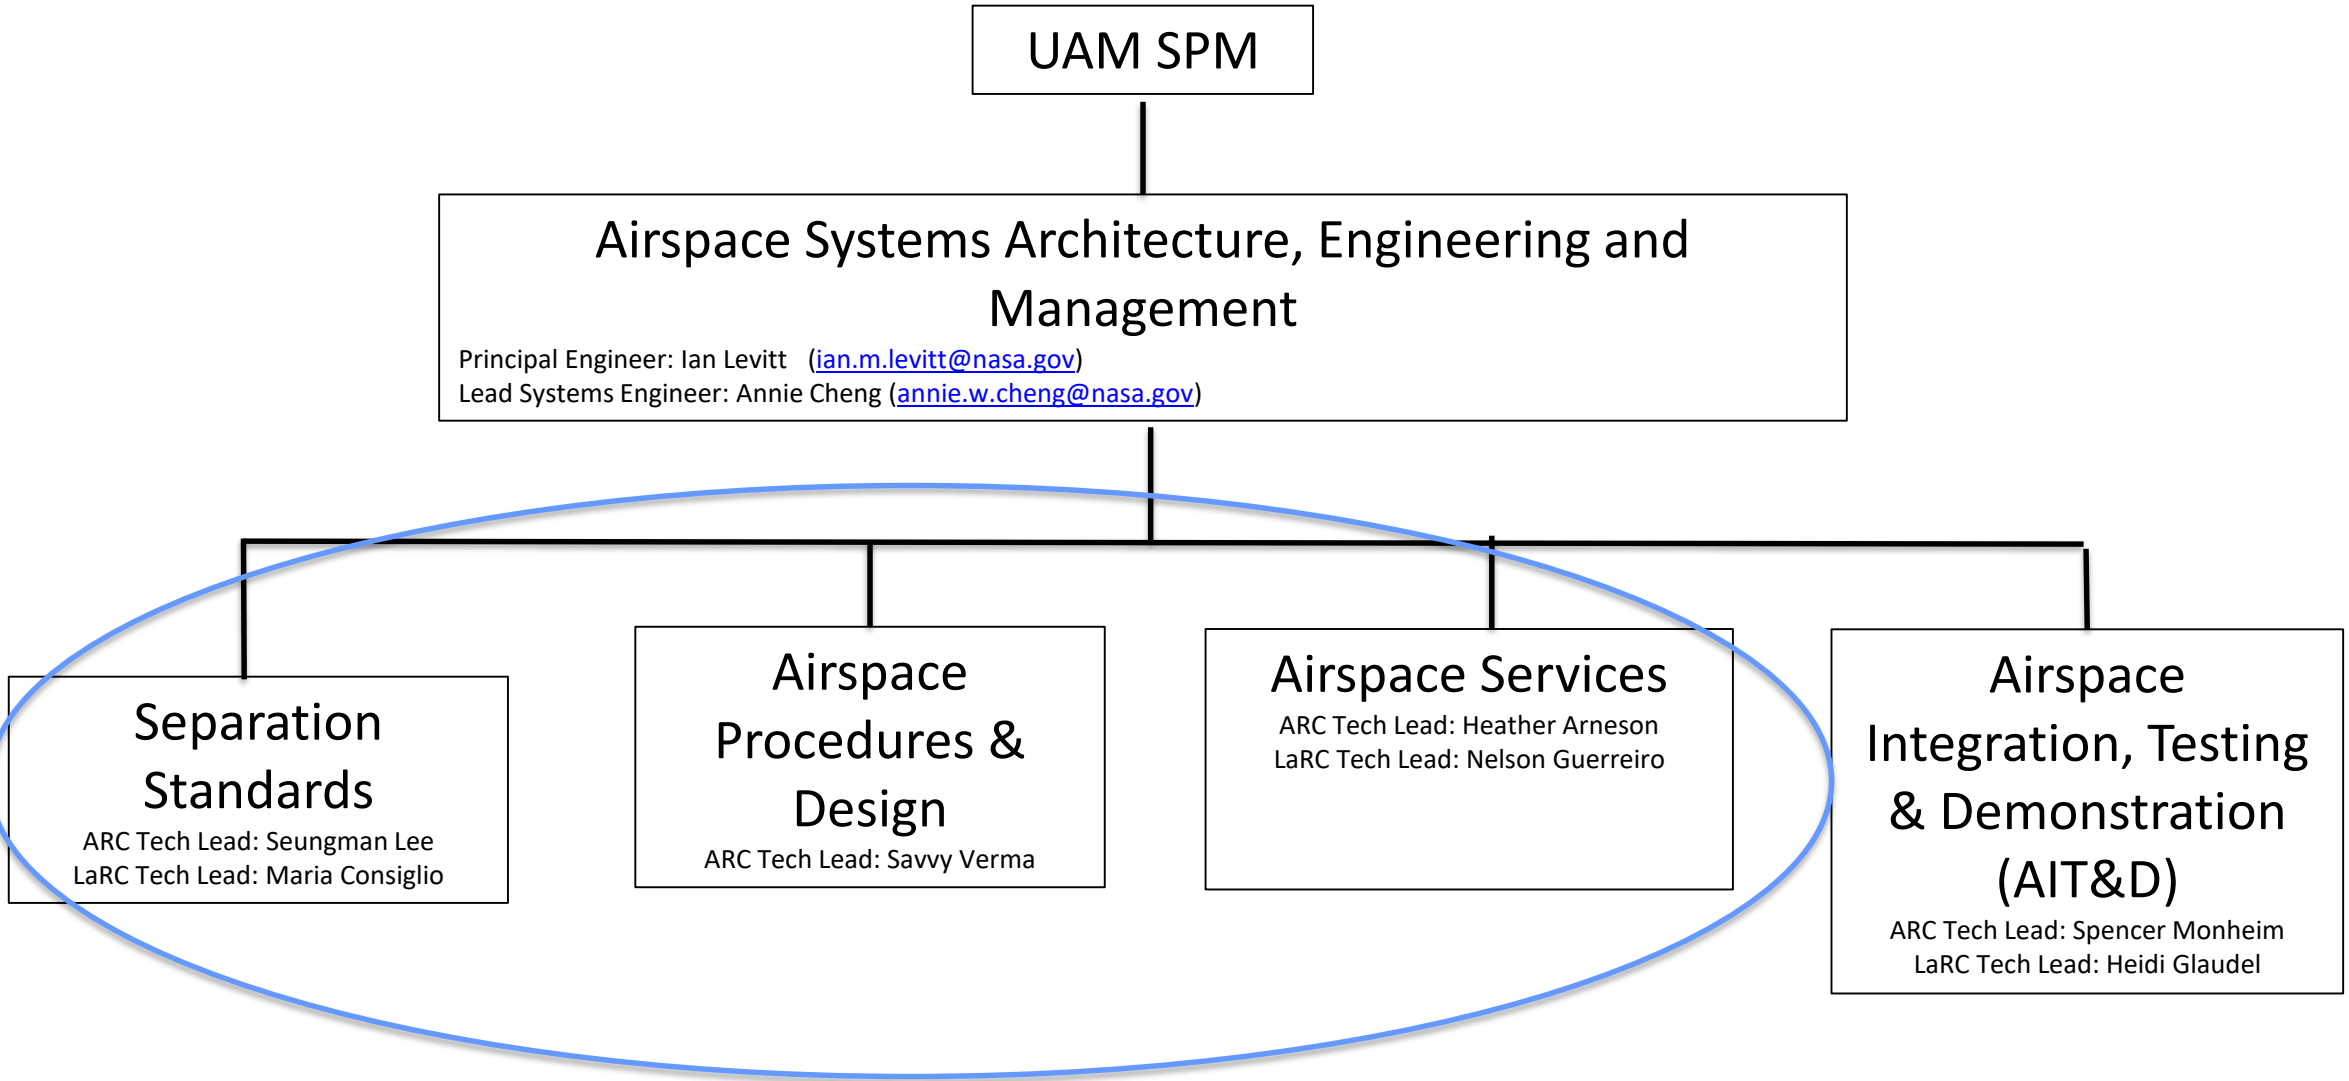 UAM SPM
Airspace Systems Architecture, Engineering and
Management
Principal Engineer: Ian Levitt (ian.m.levitt@nasa.gov)
Lead Systems Engineer: Annie Cheng (annie.w.cheng@nasa.gov)
Separation
Standards
ARC Tech Lead: Seungman Lee
LaRC Tech Lead: Maria Consiglio
Airspace
Procedures &
Design
ARC Tech Lead: Savvy Verma
Airspace Services
ARC Tech Lead: Heather Arneson
LaRC Tech Lead: Nelson Guerreiro
Airspace
Integration, Testing
& Demonstration
(AIT&D)
ARC Tech Lead: Spencer Monheim
LaRC Tech Lead: Heidi Glaudel